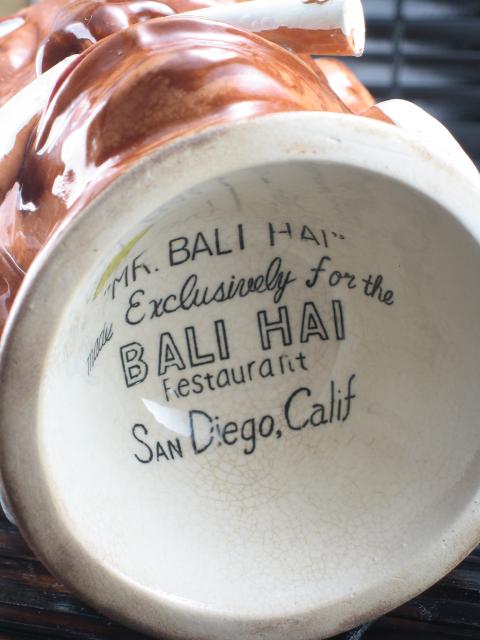 "MR. BALI HAI"
made Exclusively for the
BALI HAI
Restaurant
San Diego, Calif